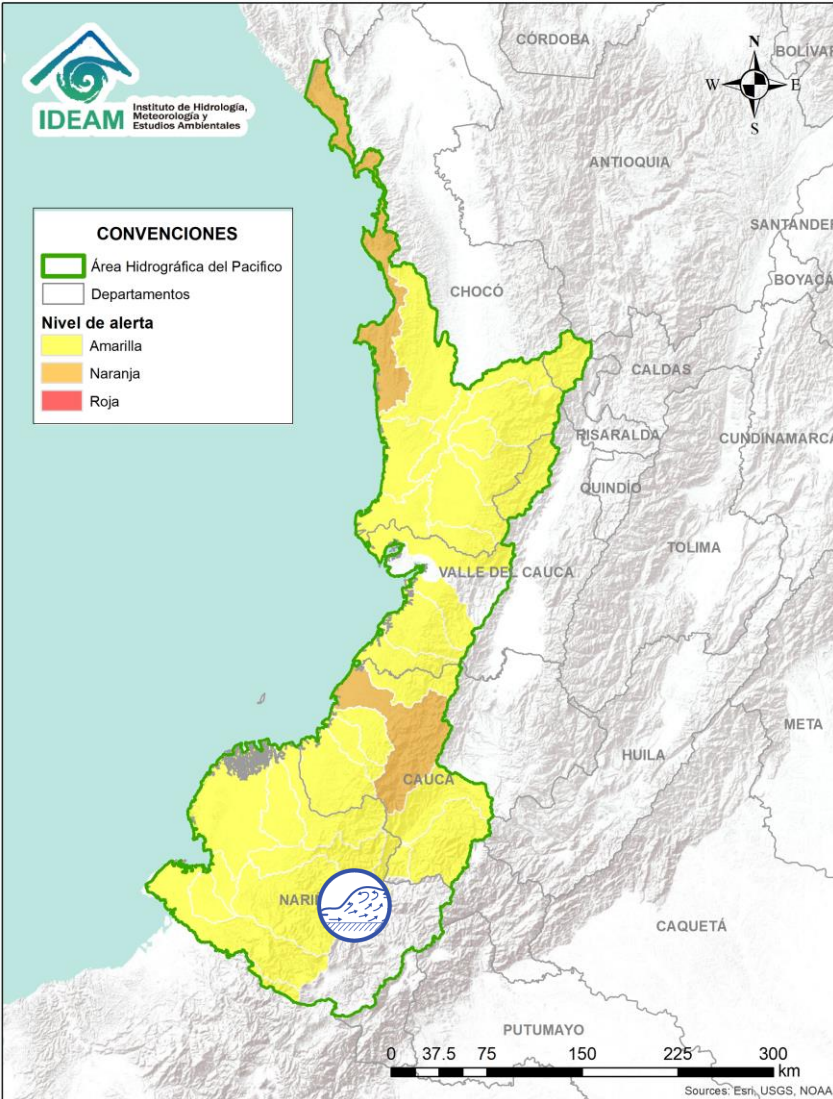 IDEAM
Instituto de Hidrología,
Meteorología y
Estudios Ambientales
CONVENCIONES
Área Hidrográfica del Pacifico
Departamentos
Nivel de alerta
Amarilla
Naranja
Roja
N
W
E
S
CÓRDOBA
BOLÍVAR
ANTIOQUIA
SANTANDER
BOYACÁ
CHOCÓ
CALDAS
RISARALDA
CUNDINAMARCA
QUINDÍO
TOLIMA
VALLE DEL CAUCA
META
HUILA
CAUCA
NARI
CAQUETÁ
PUTUMAYO
0 37.5 75 150 225 300
km
Sources: Esri, USGS, NOAA